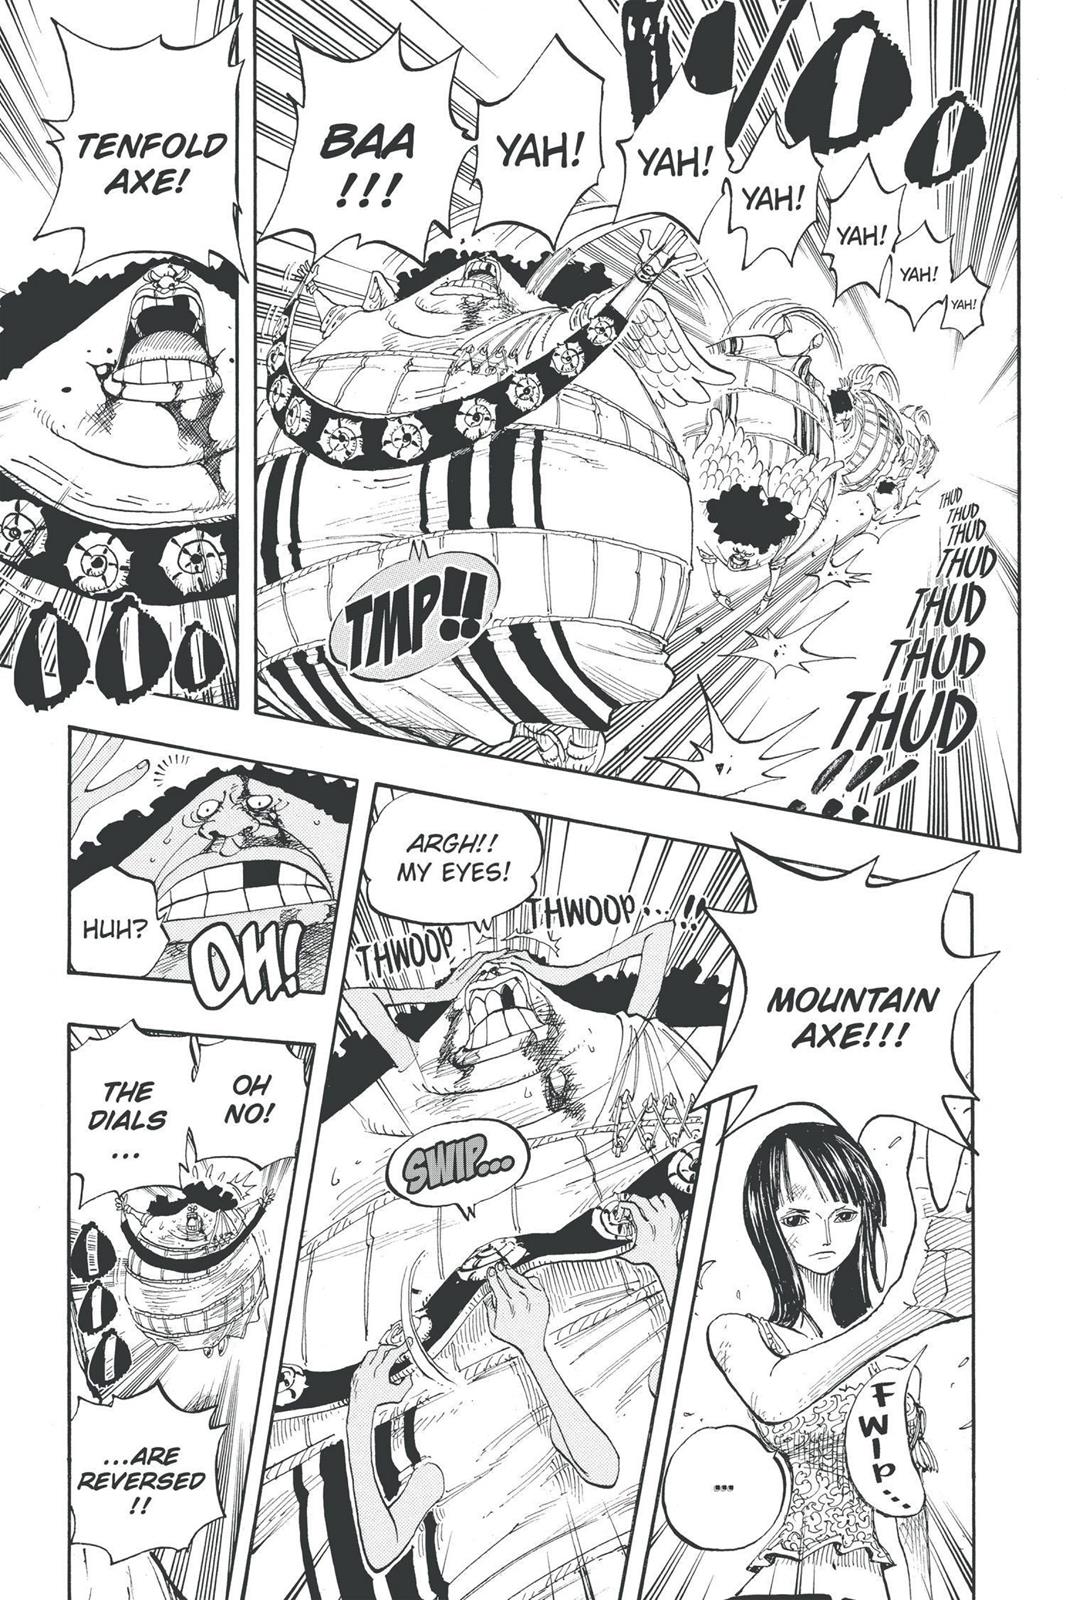 YAH!
YAH!
YAH!
YAH!
YAH!
YAH!
BAA
!!!
TMP!!
THUD
THUD
THUD
THUD
THUD
THUD
THUD
!!!
TENFOLD
AXE!
MOUNTAIN
AXE!!!
FWIP...
...
THWOOP...!!
ARGH!!
MY EYES!
THWOOP
SWIP...
HUH?
OH!
OH
NO!
THE
DIALS
...
...ARE
REVERSED
!!